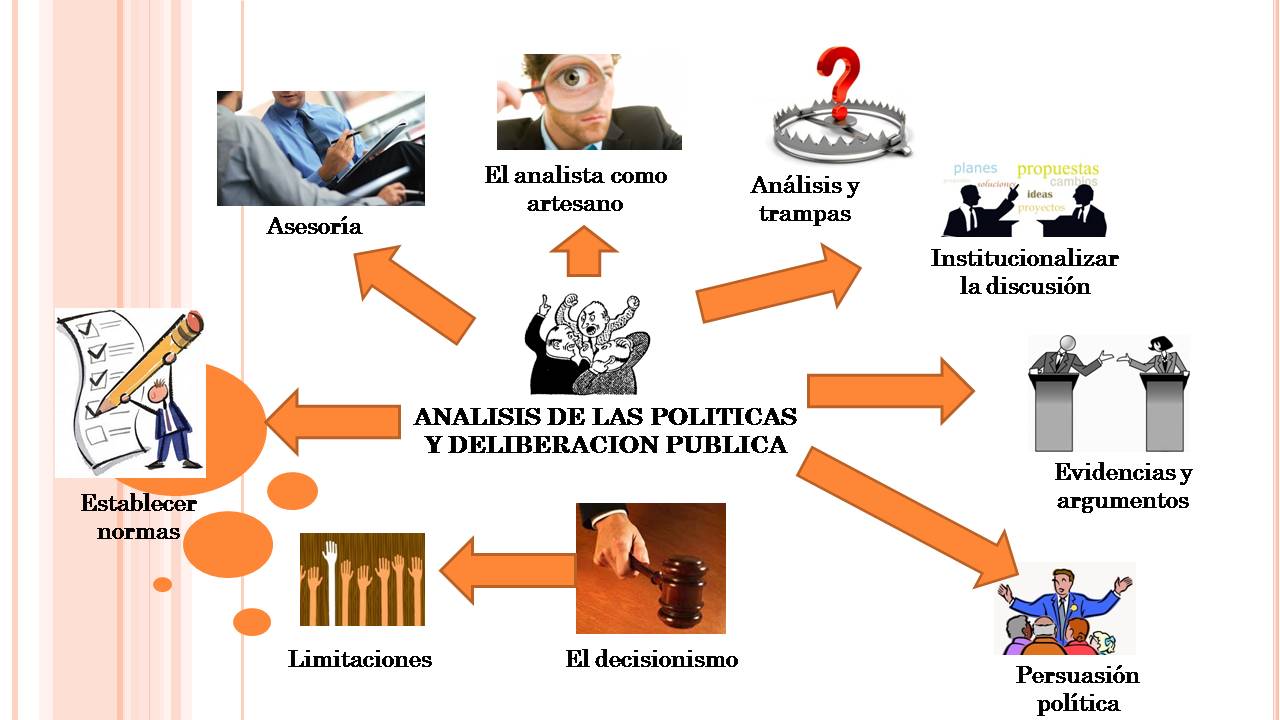 El analista como
artesano
Análisis y
trampas
planes
propuestas
soluciones
cambios
ideas
proyectos
Asesoría
Institucionalizar
la discusión
ANALISIS DE LAS POLITICAS
Y DELIBERACION PUBLICA
Evidencias y
argumentos
Establecer
normas
Limitaciones
El decisionismo
Persuasión
política